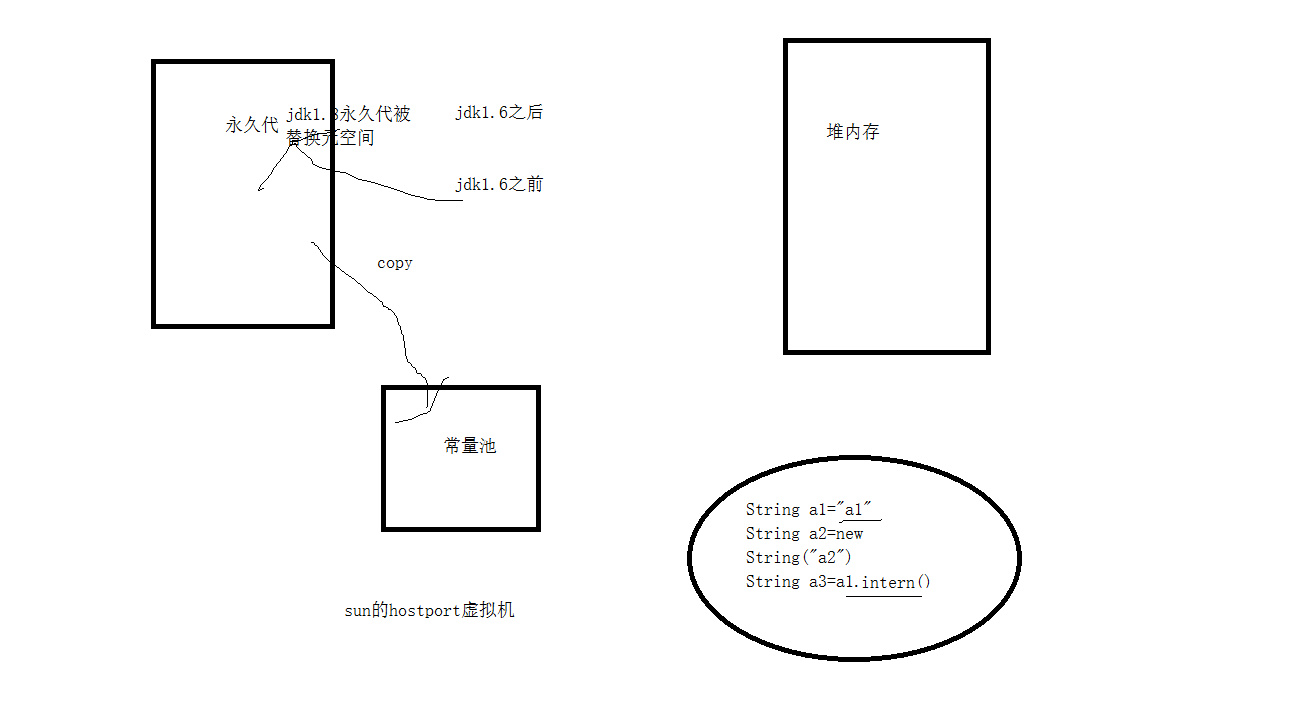 永久代
jdk1.8永久代被
替换元空间
jdk1.6之后
jdk1.6之前
copy
常量池
sun的hostport虚拟机
堆内存
String a1="a1"
String a2=new
String("a2")
String a3=a1.intern()